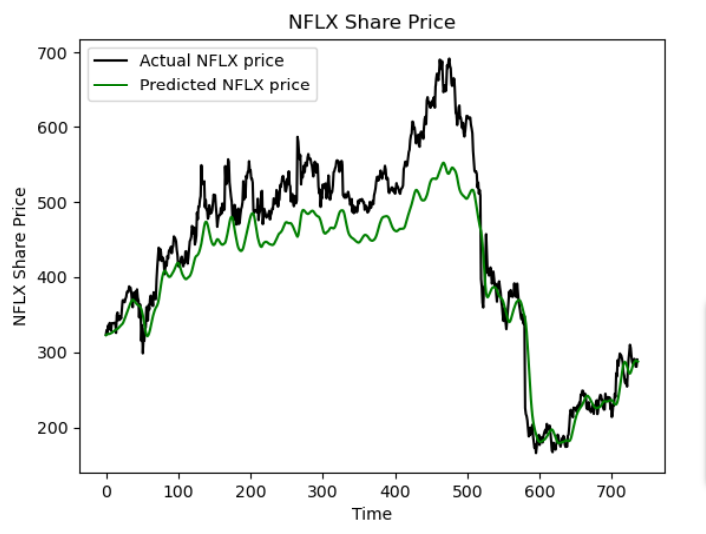 NFLX Share Price
Actual NFLX price
Predicted NFLX price
NFLX Share Price
700
600
500
400
300
200
0 100 200 300 400 500 600 700
Time